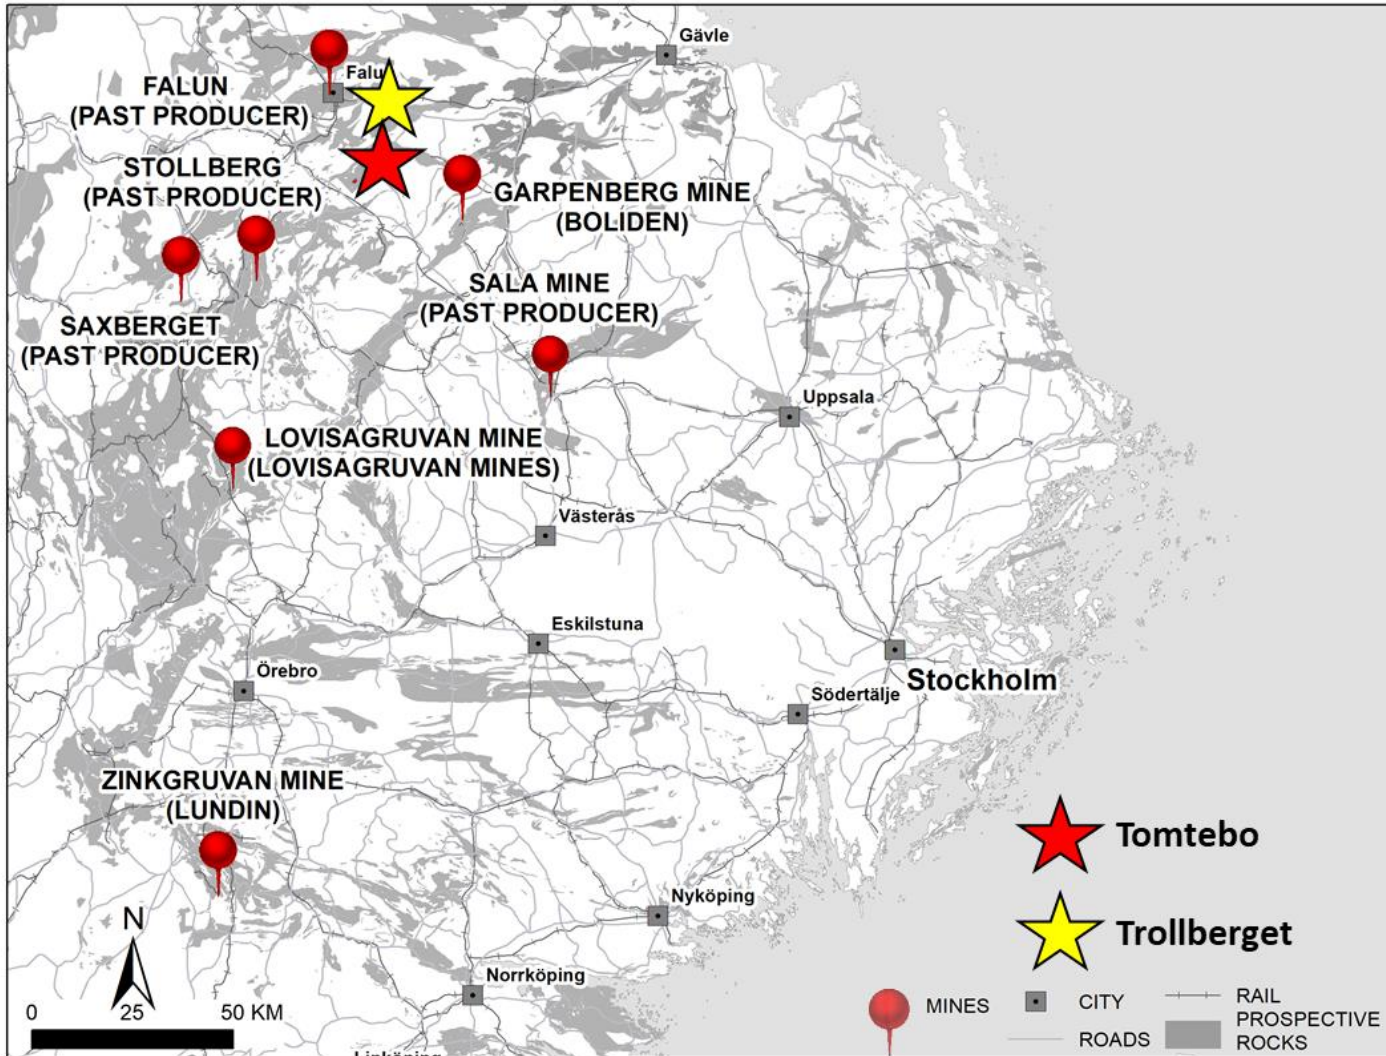 Gävle
Falu
FALUN
(PAST PRODUCER)
STOLLBERG
(PAST PRODUCER)
GARPENBERG MINE
(BOLIDEN)
SALA MINE
(PAST PRODUCER)
SAXBERGET
(PAST PRODUCER)
Uppsala
LOVISAGRUVAN MINE
(LOVISAGRUVAN MINES)
Västerås
Eskilstuna
Örebro
Stockholm
Södertälje
ZINKGRUVAN MINE
(LUNDIN)
Tomtebo
Nyköping
Trollberget
N
Norrköping
0 25 50 KM
MINES
CITY
RAIL
ROADS
PROSPECTIVE
ROCKS
Linköping